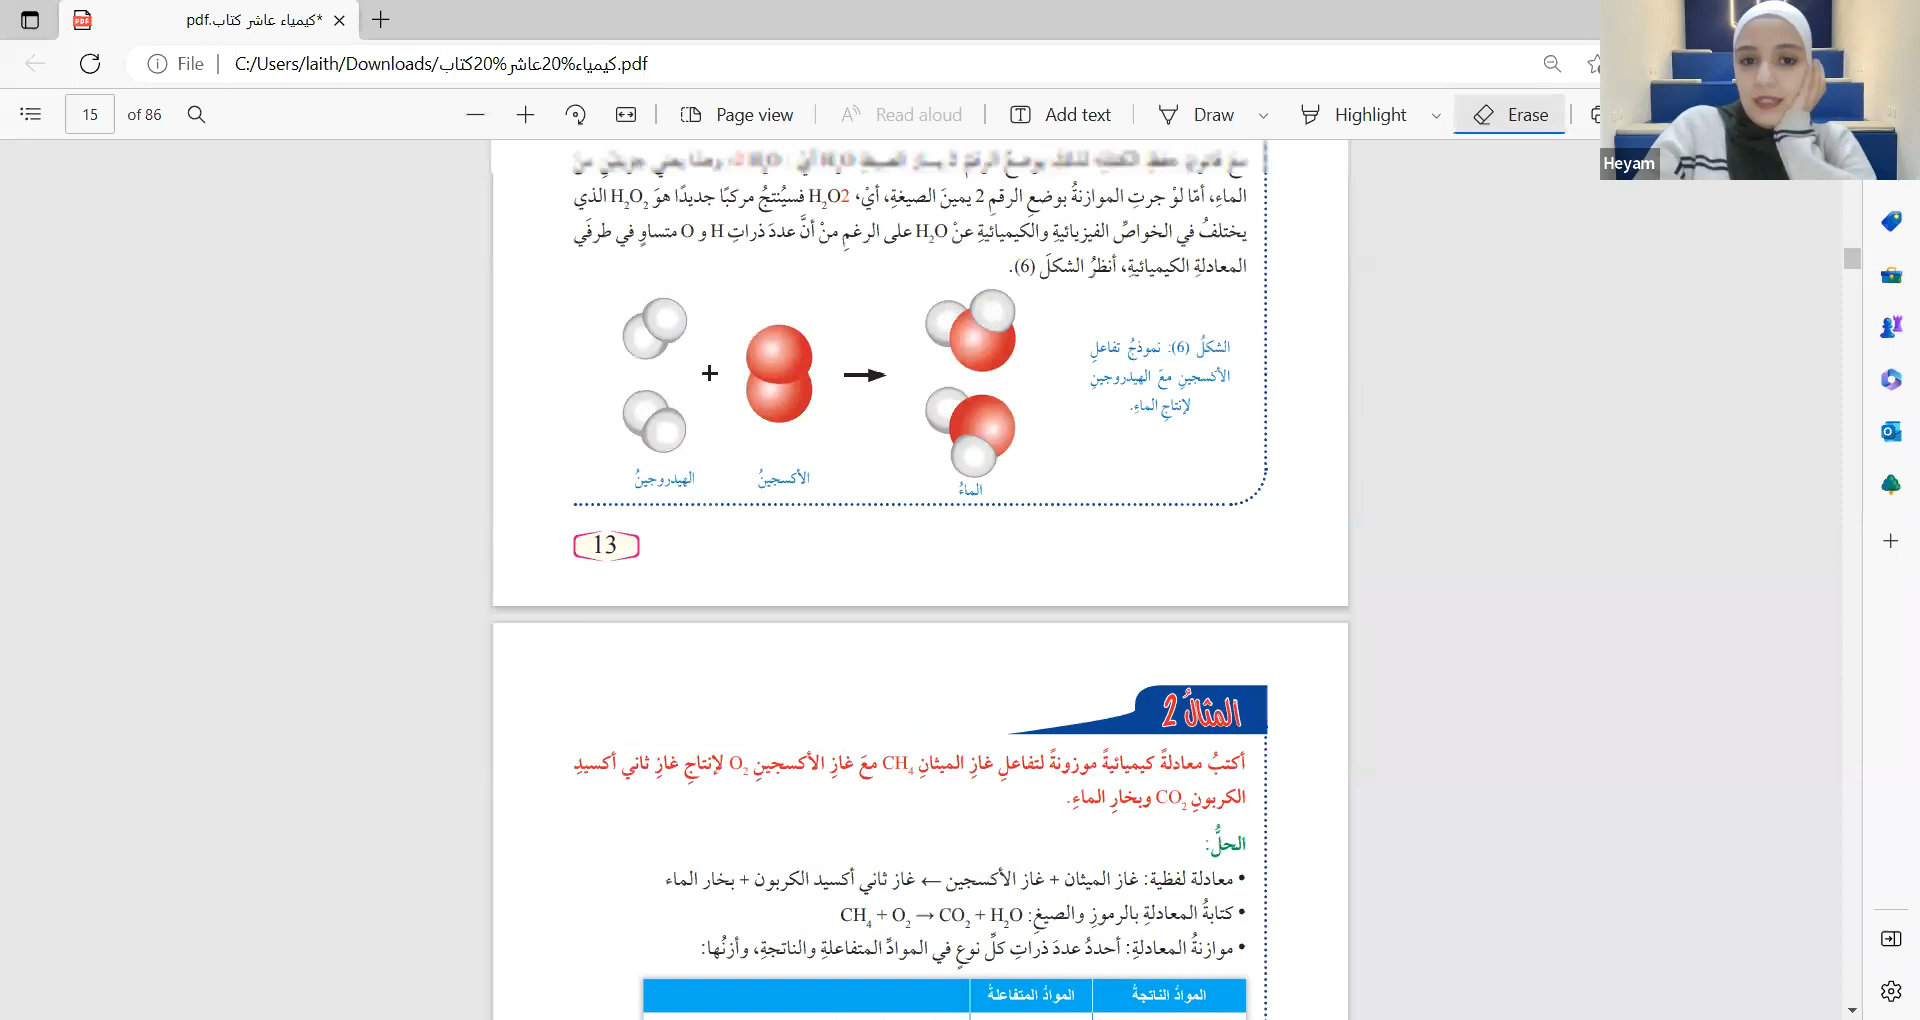 كيمياء عاشر كتاب.pdf*
File
C:/Users/laith/Downloads/كتاب%20عاشر%20كيمياء.pdf
15 of 86
Page view
Read aloud
Add text
Draw
Highlight
Erase
Heyam
الماءِ، أمّا لوْ جرتِ الموازنةُ بوضعِ الرقمِ 2 يمينَ الصيغةِ، أيْ، H₂O2 فسيُنتجُ مركبًا جديدًا هوَ H₂O₂ الذي
يختلفُ في الخواصِّ الفيزيائيةِ والكيميائيةِ عنْ H₂O على الرغمِ منْ أنَّ عددَ ذراتِ H و O متساوٍ في طرفَي
المعادلةِ الكيميائيةِ، أنظرُ الشكلَ (6).
الشكلُ (6): نموذجُ تفاعلِ
الأكسجينِ معَ الهيدروجينِ
لإنتاجِ الماءِ.
+
الهيدروجينُ
الأكسجينُ
الماءُ
13
المثالُ 2
أكتبُ معادلةً كيميائيةً موزونةً لتفاعلِ غازِ الميثانِ CH₄ معَ غازِ الأكسجينِ O₂ لإنتاجِ غازِ ثاني أكسيدِ
الكربونِ CO₂ وبخارِ الماءِ.
الحلُّ:
• معادلة لفظية: غاز الميثان + غاز الأكسجين ← غاز ثاني أكسيد الكربون + بخار الماء
• كتابةُ المعادلةِ بالرموزِ والصيغِ: CH₄ + O₂ → CO₂ + H₂O
• موازنةُ المعادلةِ: أحددُ عددَ ذراتِ كلِّ نوعٍ في الموادِّ المتفاعلةِ والناتجةِ، وأزنُها:
الموادُّ الناتجةُ
الموادُّ المتفاعلةُ